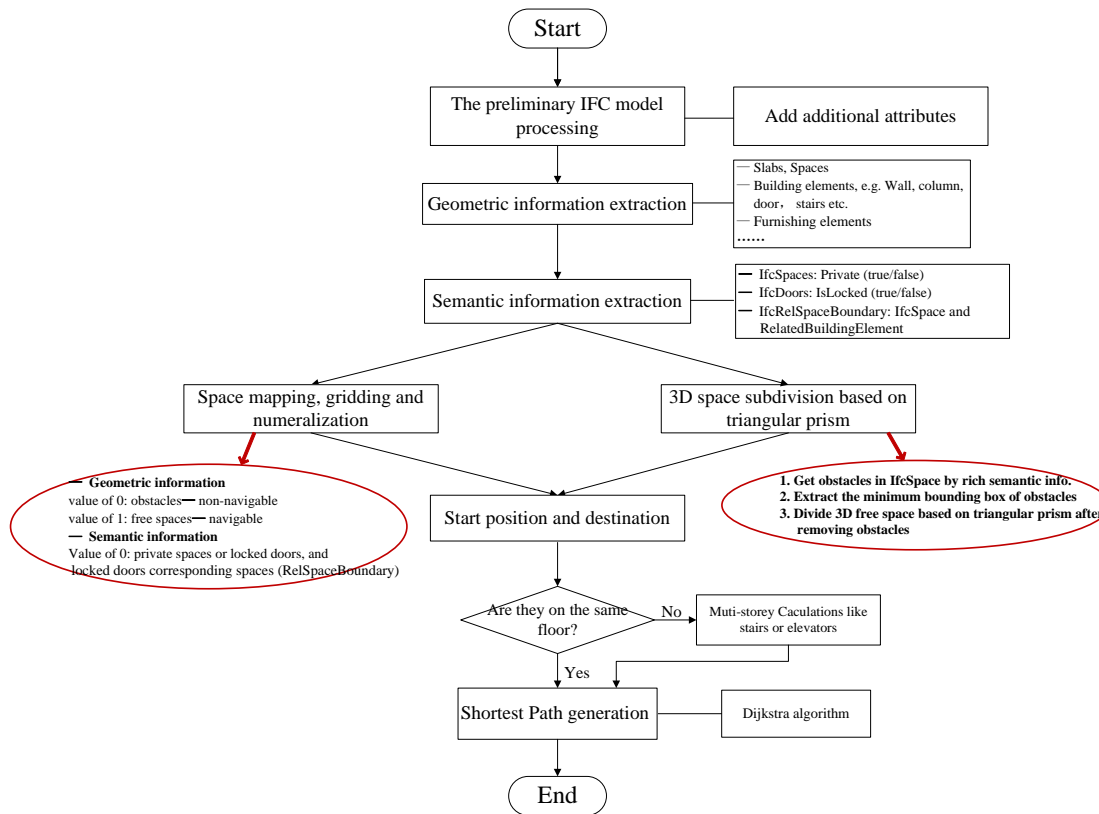 Start
The preliminary IFC model
processing
Add additional attributes
Geometric information extraction
— Slabs, Spaces
— Building elements, e.g. Wall, column,
door， stairs etc.
— Furnishing elements
……
Semantic information extraction
— IfcSpaces: Private (true/false)
— IfcDoors: IsLocked (true/false)
— IfcRelSpaceBoundary: IfcSpace and
RelatedBuildingElement
Space mapping, gridding and
numeralization
3D space subdivision based on
triangular prism
— Geometric information
value of 0: obstacles— non-navigable
value of 1: free spaces— navigable
— Semantic information
Value of 0: private spaces or locked doors, and
locked doors corresponding spaces (RelSpaceBoundary)
1. Get obstacles in IfcSpace by rich semantic info.
2. Extract the minimum bounding box of obstacles
3. Divide 3D free space based on triangular prism after
removing obstacles
Start position and destination
Are they on the same
floor?
No
Muti-storey Caculations like
stairs or elevators
Yes
Shortest Path generation
Dijkstra algorithm
End